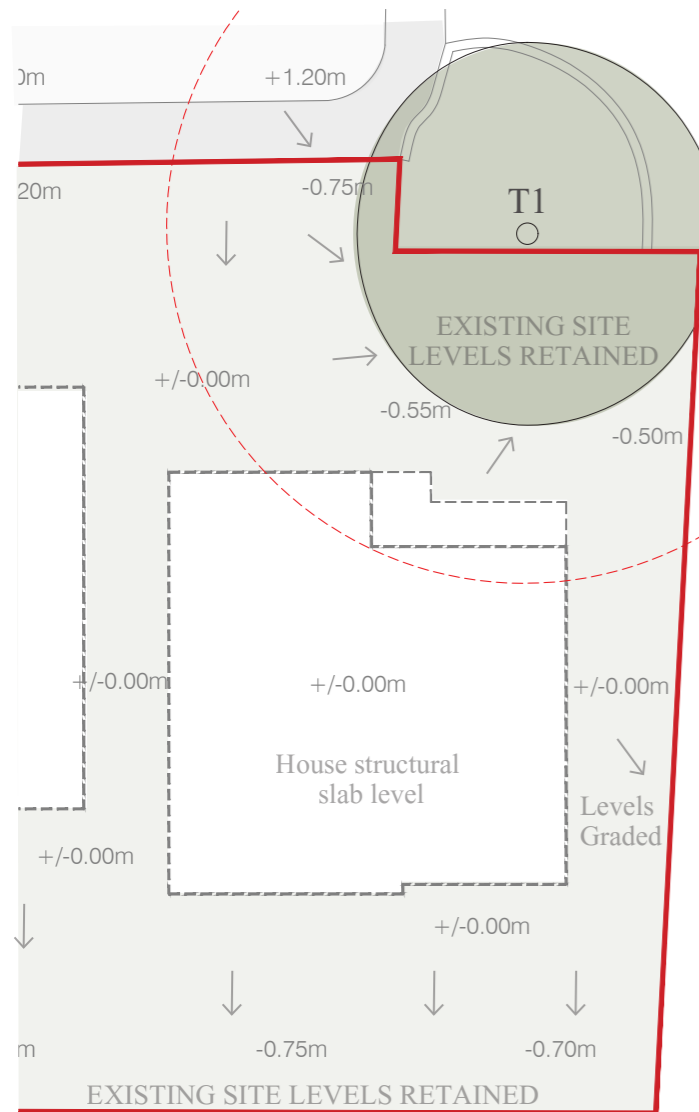 0m
+1.20m
20m
-0.75m
T1
EXISTING SITE
LEVELS RETAINED
+/-0.00m
-0.55m
-0.50m
+/-0.00m
+/-0.00m
+/-0.00m
House structural
slab level
Levels
Graded
+/-0.00m
+/-0.00m
m
-0.75m
-0.70m
EXISTING SITE LEVELS RETAINED